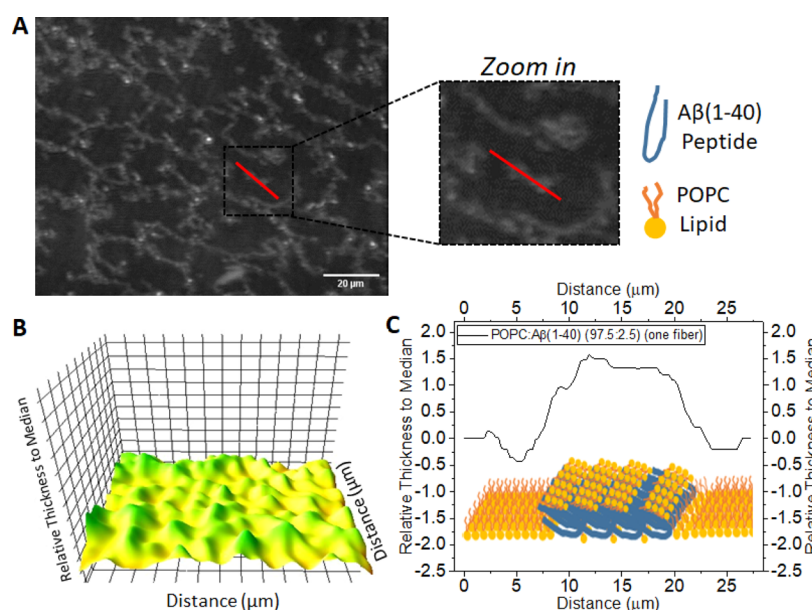 A
Zoom in
Aβ(1-40)
Peptide
POPC
Lipid
20 μm
B
Relative Thickness to Median
Distance (μm)
Distance (μm)
C
Distance (μm)
0 5 10 15 20 25
POPC:Aβ(1-40) (97.5:2.5) (one fiber)
Relative Thickness to Median
2.0 2.0
1.5 1.5
1.0 1.0
0.5 0.5
0.0 0.0
-0.5 -0.5
-1.0 -1.0
-1.5 -1.5
-2.0 -2.0
-2.5 -2.5
Relative Thickness to Median
0 5 10 15 20 25
Distance (μm)